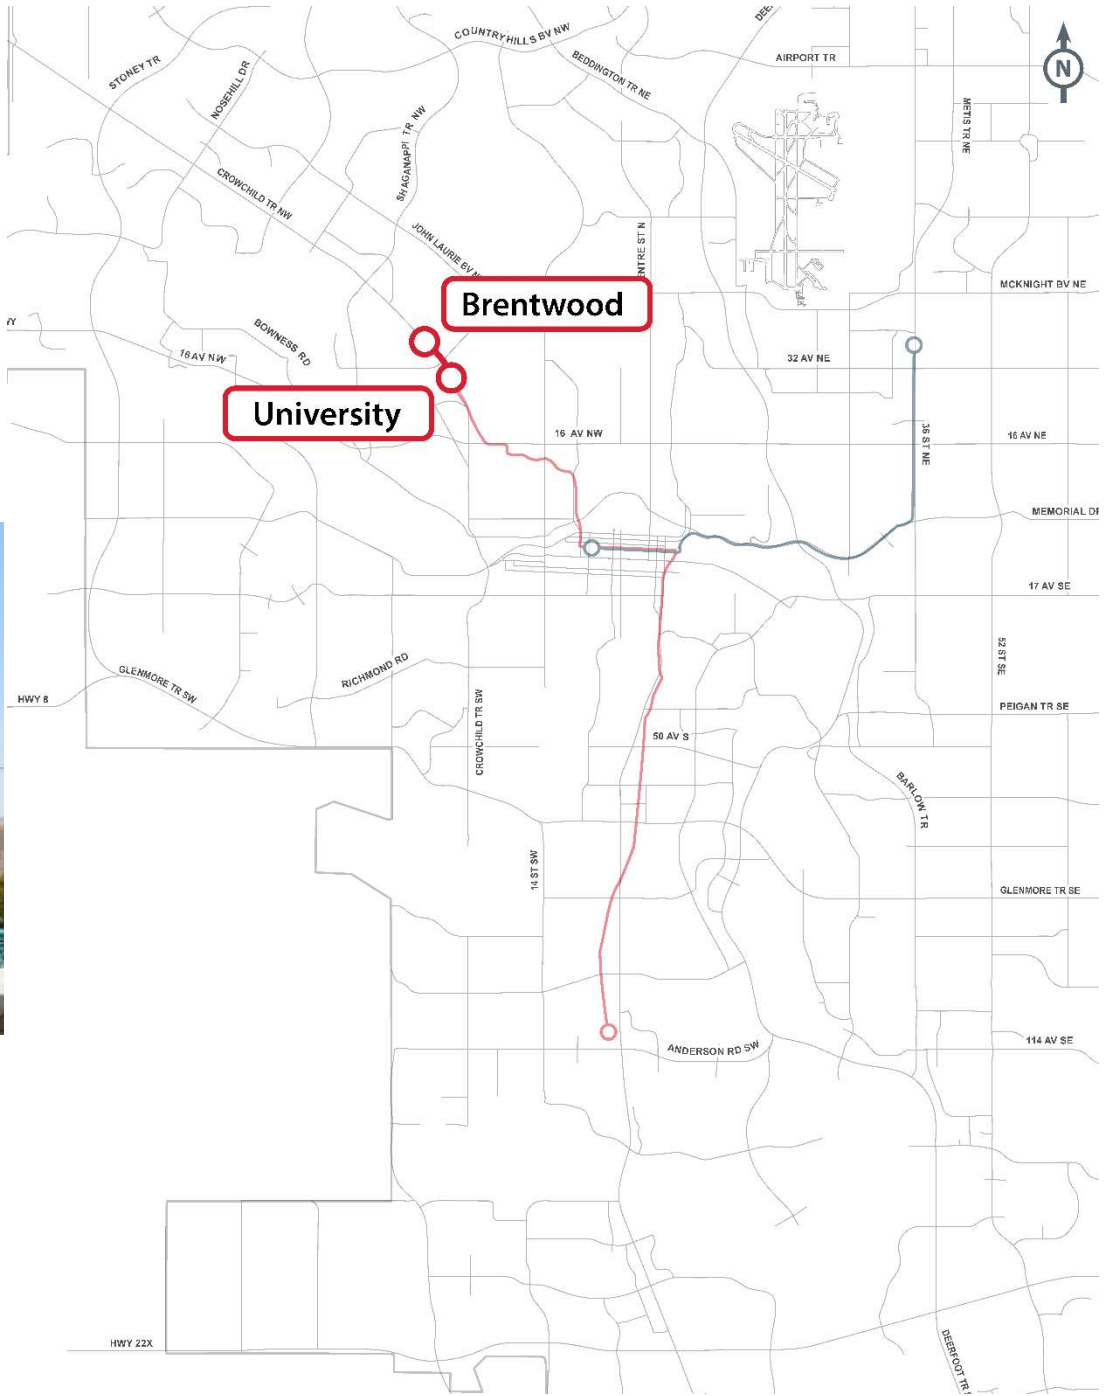 COUNTRY HILLS BV NW
DEE
STONEY TR
NOSEHILL DR
BEDDINGTON TR NE
AIRPORT TR
N
METIS TR NE
SHAGANAPPI TR NW
CROWCHILD TR NW
JOHN LAURIE BV N
ENTRE ST N
MCKNIGHT BV NE
Brentwood
BOWNESS RD
16 AV NW
32 AV NE
University
16 AV NW
36 ST NE
16 AV NE
MEMORIAL DR
17 AV SE
52 ST SE
GLENMORE TR SW
RICHMOND RD
HWY 8
CROWCHILD TR SW
PEIGAN TR SE
50 AV S
BARLOW TR
14 ST SW
GLENMORE TR SE
ANDERSON RD SW
114 AV SE
HWY 22X
DEERFOOT TR S